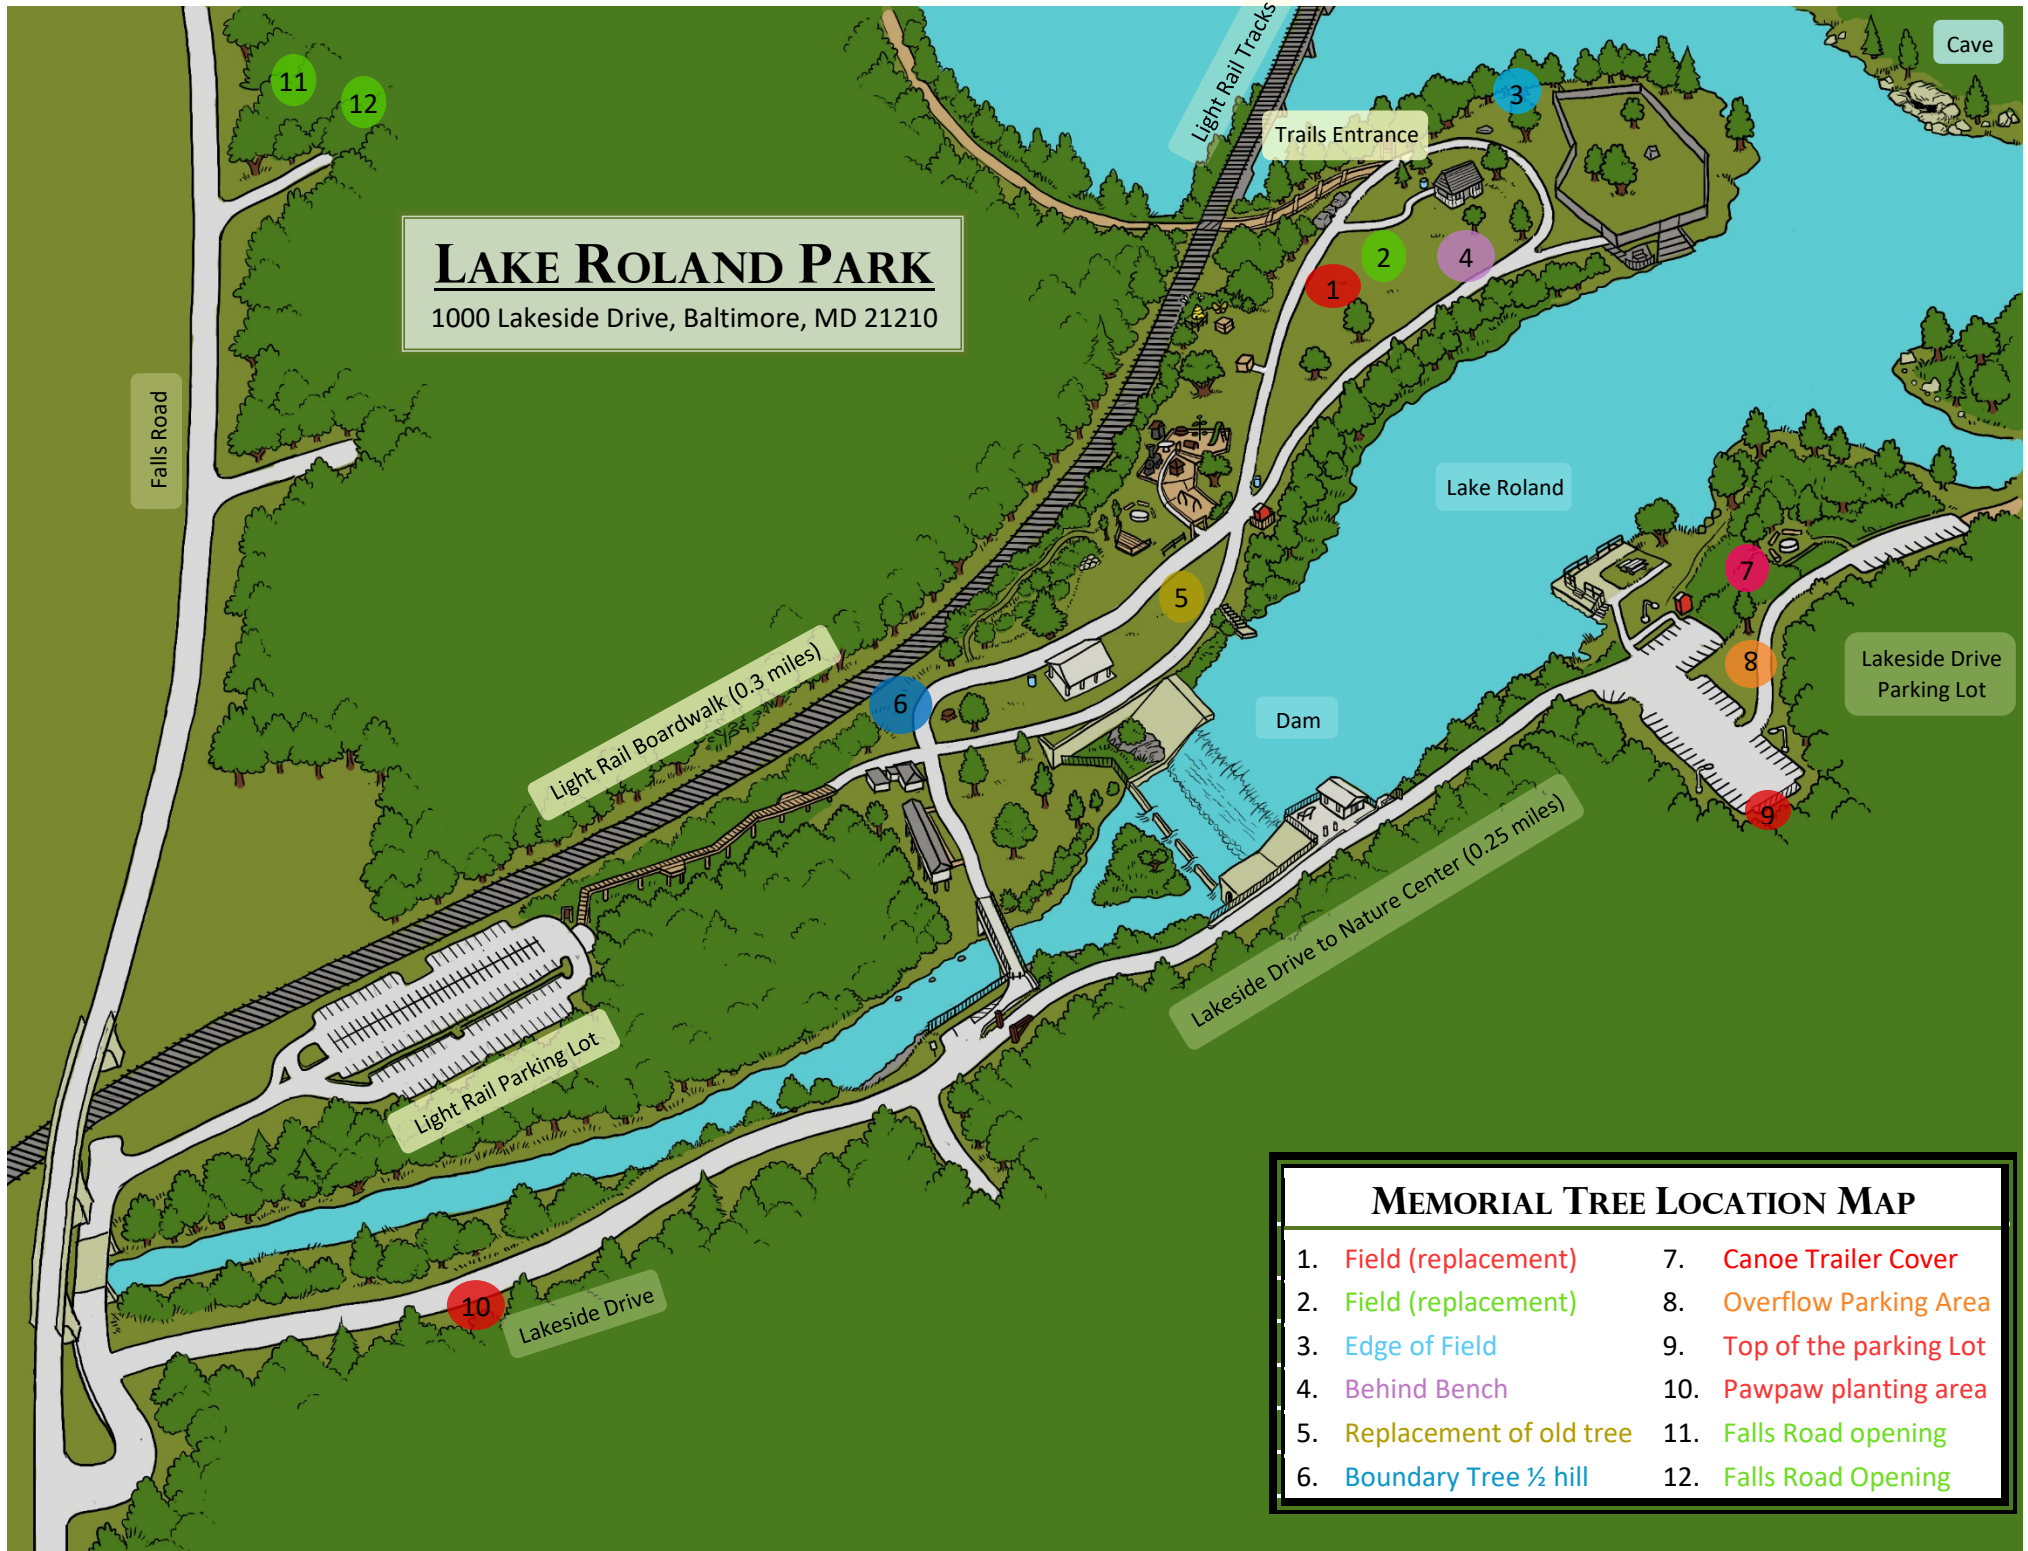 Cave
Light Rail Tracks
11
12
3
Trails Entrance
LAKE ROLAND PARK
1000 Lakeside Drive, Baltimore, MD 21210
2
4
1
Falls Road
Lake Roland
7
5
Lakeside Drive
Parking Lot
8
Light Rail Boardwalk (0.3 miles)
6
Dam
9
Lakeside Drive to Nature Center (0.25 miles)
Light Rail Parking Lot
10
Lakeside Drive
MEMORIAL TREE LOCATION MAP
1. Field (replacement)
2. Field (replacement)
3. Edge of Field
4. Behind Bench
5. Replacement of old tree
6. Boundary Tree ½ hill
7. Canoe Trailer Cover
8. Overflow Parking Area
9. Top of the parking Lot
10. Pawpaw planting area
11. Falls Road opening
12. Falls Road Opening